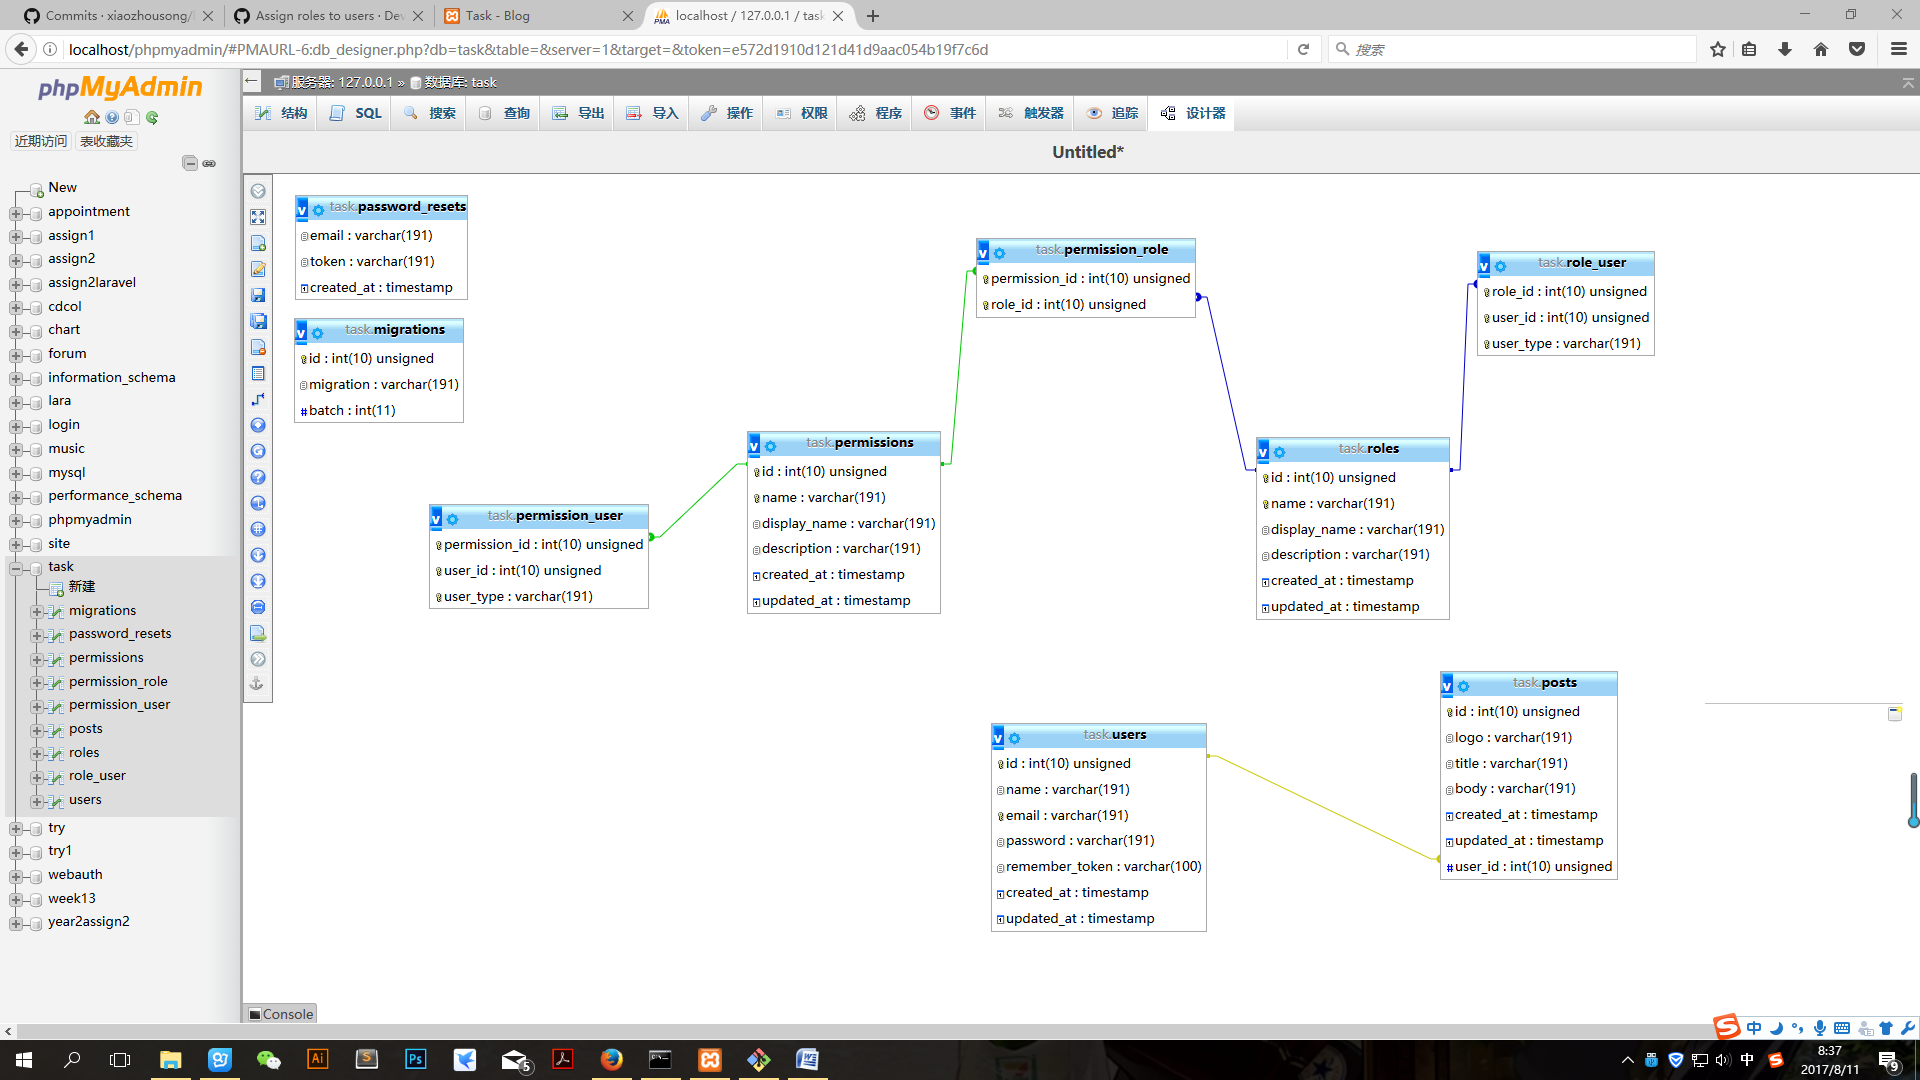 Commits · xiaozhousong/
Assign roles to users · De
Task - Blog
localhost / 127.0.0.1 / task
localhost/phpmyadmin/#PMAURL-6:db_designer.php?db=task&table=&server=1&target=&token=e572d1910d121d41d9aac054b19f7c6d
搜索
phpMyAdmin
近期访问 表收藏夹
New
appointment
assign1
assign2
assign2laravel
cdcol
chart
forum
information_schema
lara
login
music
mysql
performance_schema
phpmyadmin
site
task
新建
migrations
password_resets
permissions
permission_role
permission_user
posts
roles
role_user
users
try
try1
webauth
week13
year2assign2
服务器: 127.0.0.1 » 数据库: task
结构 SQL 搜索 查询 导出 导入 操作 权限 程序 事件 触发器 追踪 设计器
Untitled*
task.password_resets
email : varchar(191)
token : varchar(191)
created_at : timestamp
task.migrations
id : int(10) unsigned
migration : varchar(191)
batch : int(11)
task.permission_user
permission_id : int(10) unsigned
user_id : int(10) unsigned
user_type : varchar(191)
task.permissions
id : int(10) unsigned
name : varchar(191)
display_name : varchar(191)
description : varchar(191)
created_at : timestamp
updated_at : timestamp
task.permission_role
permission_id : int(10) unsigned
role_id : int(10) unsigned
task.roles
id : int(10) unsigned
name : varchar(191)
display_name : varchar(191)
description : varchar(191)
created_at : timestamp
updated_at : timestamp
task.role_user
role_id : int(10) unsigned
user_id : int(10) unsigned
user_type : varchar(191)
task.users
id : int(10) unsigned
name : varchar(191)
email : varchar(191)
password : varchar(191)
remember_token : varchar(100)
created_at : timestamp
updated_at : timestamp
task.posts
id : int(10) unsigned
logo : varchar(191)
title : varchar(191)
body : varchar(191)
created_at : timestamp
updated_at : timestamp
user_id : int(10) unsigned
Console
中
中
8:37
2017/8/11